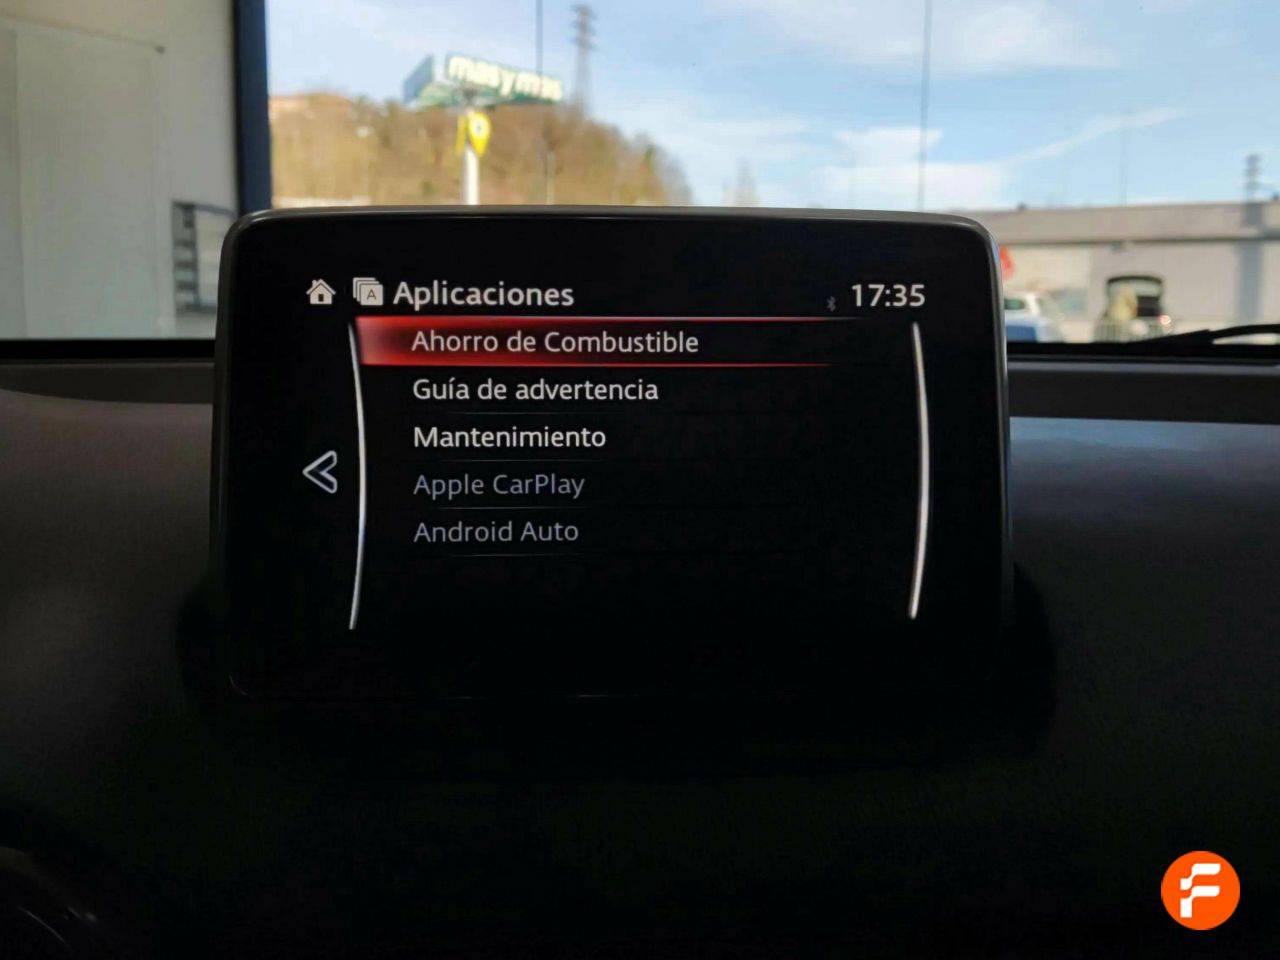 masymas
Aplicaciones
17:35
Ahorro de Combustible
Guía de advertencia
Mantenimiento
Apple CarPlay
Android Auto